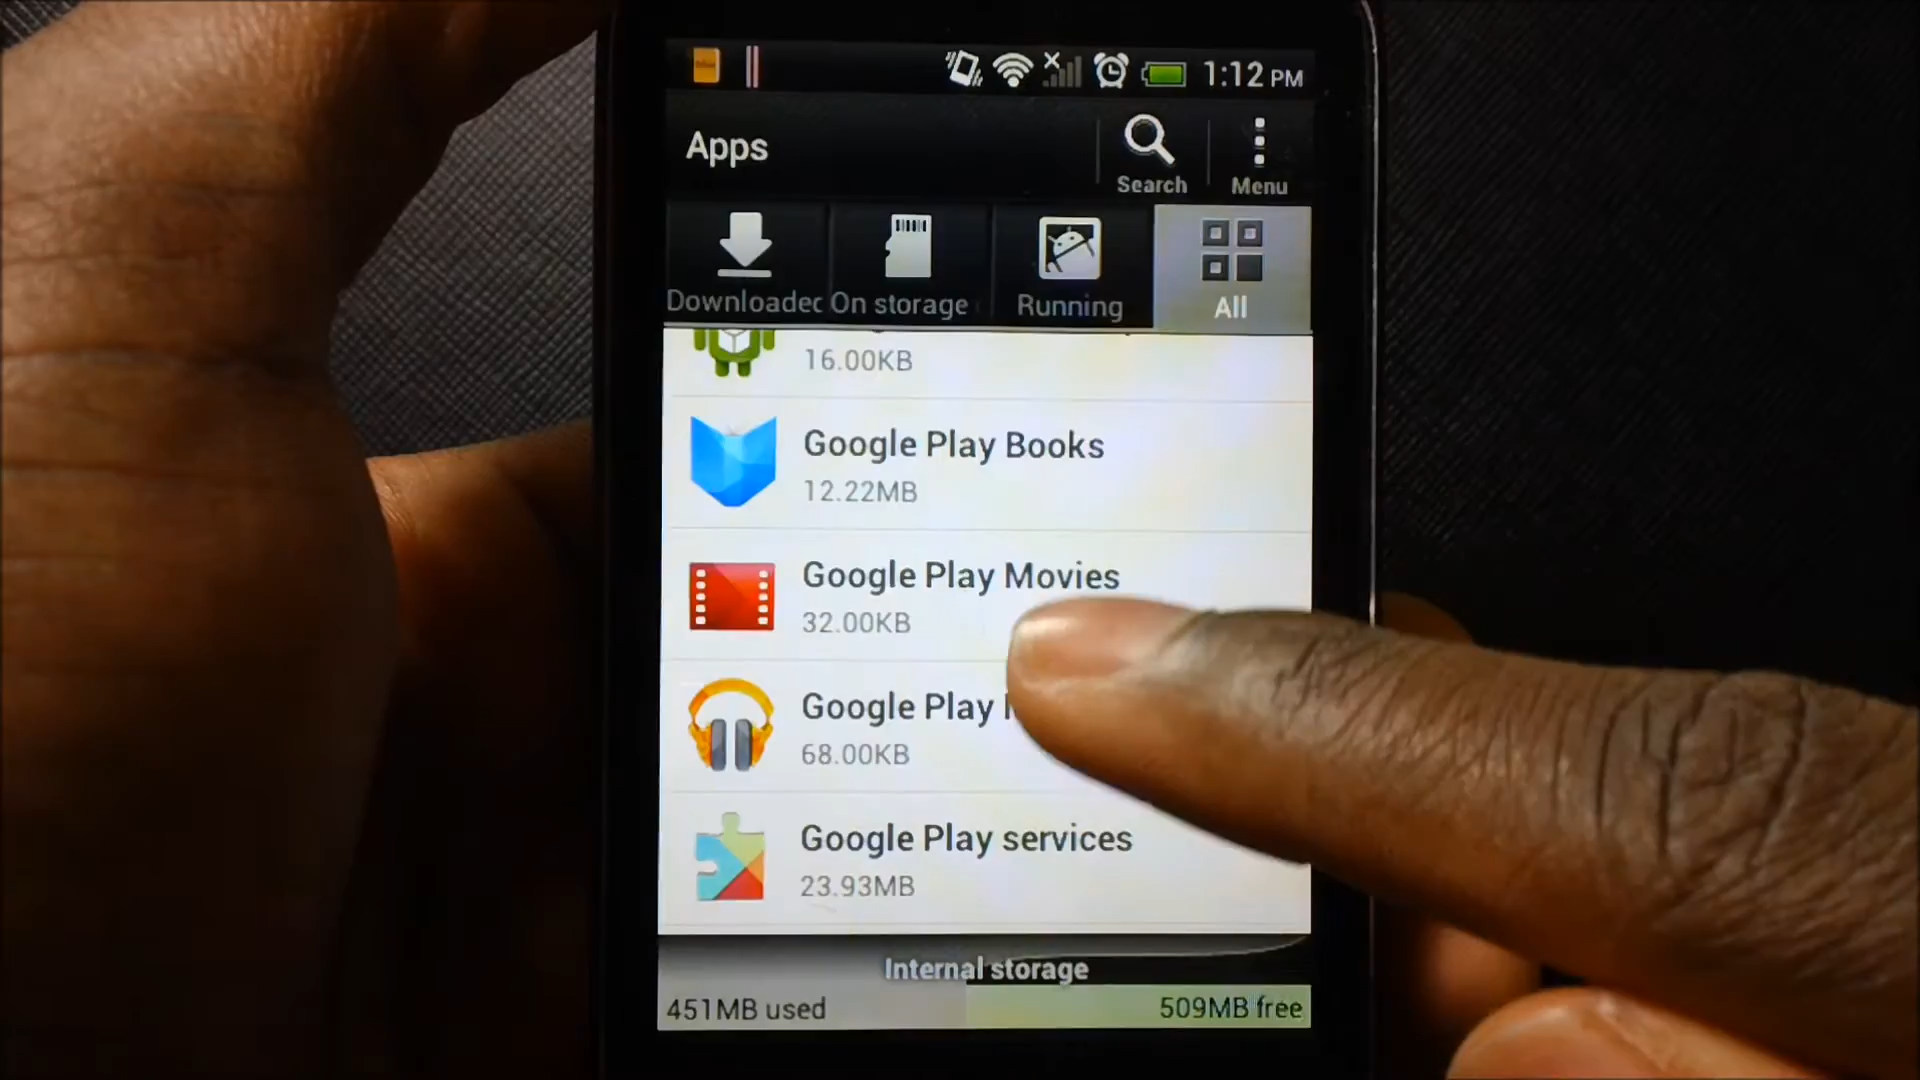 1:12 PM
Apps
Search
Menu
Downloaded
On storage
Running
All
16.00KB
Google Play Books
12.22MB
Google Play Movies
32.00KB
Google Play
68.00KB
Google Play services
23.93MB
Internal storage
451MB used
509MB free